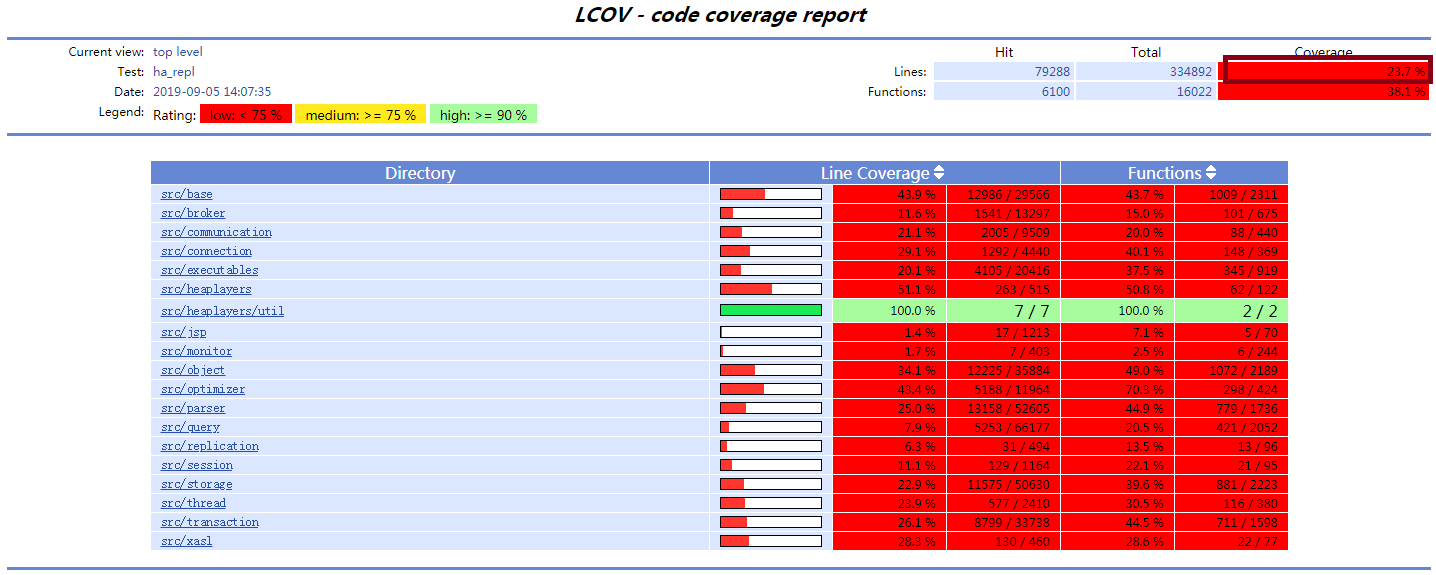 LCOV - code coverage report
Current view: top level
Test: ha_repl
Date: 2019-09-05 14:07:35
Legend: Rating: low: < 75 % medium: >= 75 % high: >= 90 %
Hit Total Coverage
Lines: 79288 334892 23.7 %
Functions: 6100 16022 38.1 %
Directory Line Coverage Functions
src/base 43.9 % 12986 / 29566 43.7 % 1009 / 2311
src/broker 11.6 % 1541 / 13297 15.0 % 101 / 675
src/communication 21.1 % 2005 / 9509 20.0 % 88 / 440
src/connection 29.1 % 1292 / 4440 40.1 % 148 / 369
src/executables 20.1 % 4105 / 20416 37.5 % 345 / 919
src/heaplayers 51.1 % 263 / 515 50.8 % 62 / 122
src/heaplayers/util 100.0 % 7 / 7 100.0 % 2 / 2
src/jsp 1.4 % 17 / 1213 7.1 % 5 / 70
src/monitor 1.7 % 7 / 403 2.5 % 6 / 244
src/object 34.1 % 12225 / 35884 49.0 % 1072 / 2189
src/optimizer 43.4 % 5188 / 11964 70.3 % 298 / 424
src/parser 25.0 % 13158 / 52605 44.9 % 779 / 1736
src/query 7.9 % 5253 / 66177 20.5 % 421 / 2052
src/replication 6.3 % 31 / 494 13.5 % 13 / 96
src/session 11.1 % 129 / 1164 22.1 % 21 / 95
src/storage 22.9 % 11575 / 50630 39.6 % 881 / 2223
src/thread 23.9 % 577 / 2410 30.5 % 116 / 380
src/transaction 26.1 % 8799 / 33738 44.5 % 711 / 1598
src/xasl 28.3 % 130 / 460 28.6 % 22 / 77